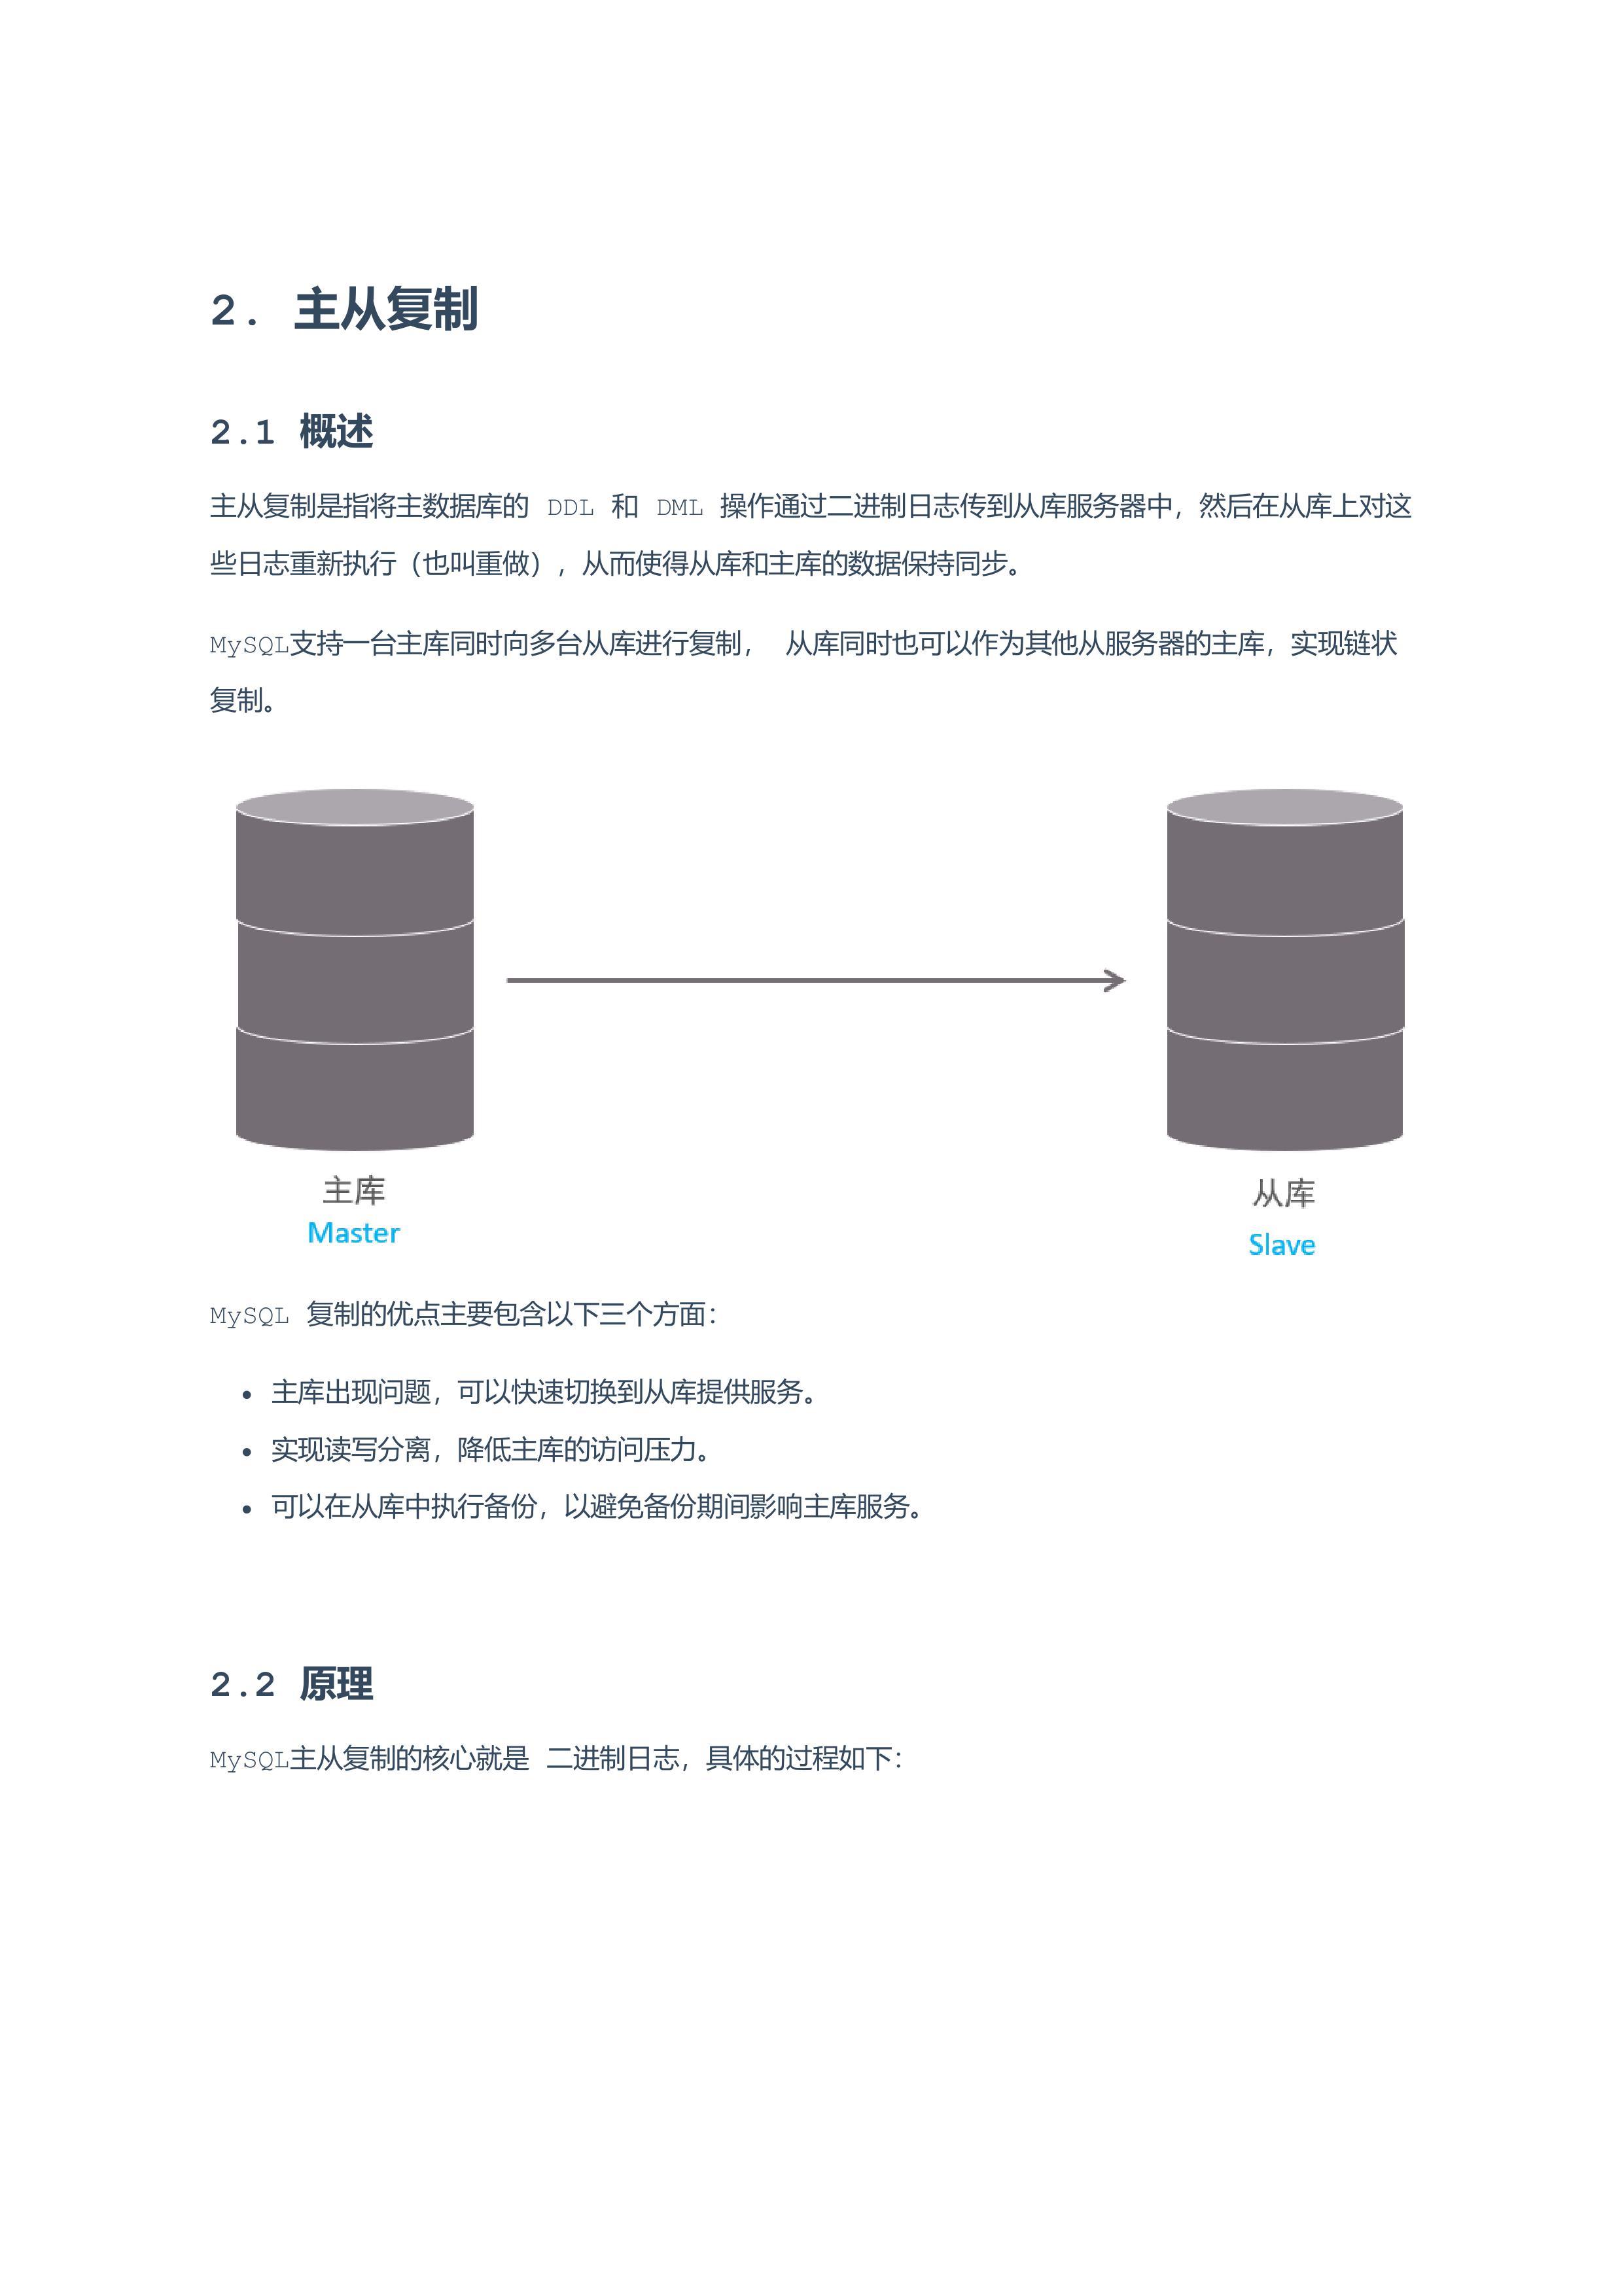 2. 主从复制
2.1 概述
主从复制是指将主数据库的 DDL 和 DML 操作通过二进制日志传到从库服务器中，然后在从库上对这
些日志重新执行（也叫重做），从而使得从库和主库的数据保持同步。
MySQL支持一台主库同时向多台从库进行复制， 从库同时也可以作为其他从服务器的主库，实现链状
复制。
主库
Master
从库
Slave
MySQL 复制的优点主要包含以下三个方面：
• 主库出现问题，可以快速切换到从库提供服务。
• 实现读写分离，降低主库的访问压力。
• 可以在从库中执行备份，以避免备份期间影响主库服务。
2.2 原理
MySQL主从复制的核心就是 二进制日志，具体的过程如下：